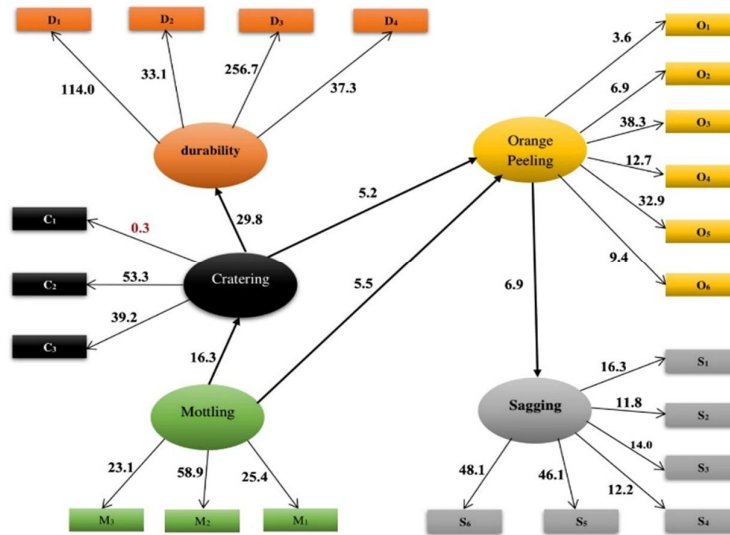 D1
D2
D3
D4
114.0
33.1
256.7
37.3
durability
O1
O2
O3
O4
O5
O6
3.6
6.9
38.3
12.7
32.9
9.4
Orange
Peeling
29.8
5.2
C1
C2
C3
0.3
53.3
39.2
Cratering
5.5
6.9
16.3
Mottling
23.1
58.9
25.4
M3
M2
M1
Sagging
16.3
11.8
14.0
12.2
48.1
46.1
S1
S2
S3
S4
S6
S5